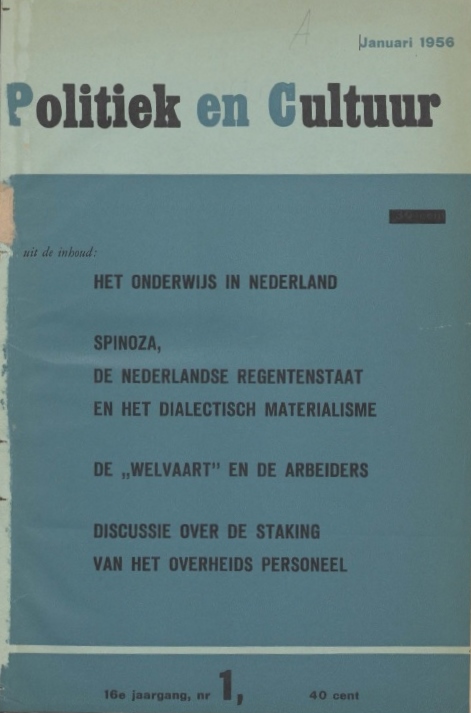 Januari 1956
Politiek en Cultuur
uit de inhoud:
HET ONDERWIJS IN NEDERLAND
SPINOZA,
DE NEDERLANDSE REGENTENSTAAT
EN HET DIALECTISCH MATERIALISME
DE „WELVAART” EN DE ARBEIDERS
DISCUSSIE OVER DE STAKING
VAN HET OVERHEIDS PERSONEEL
16e jaargang, nr 1, 40 cent